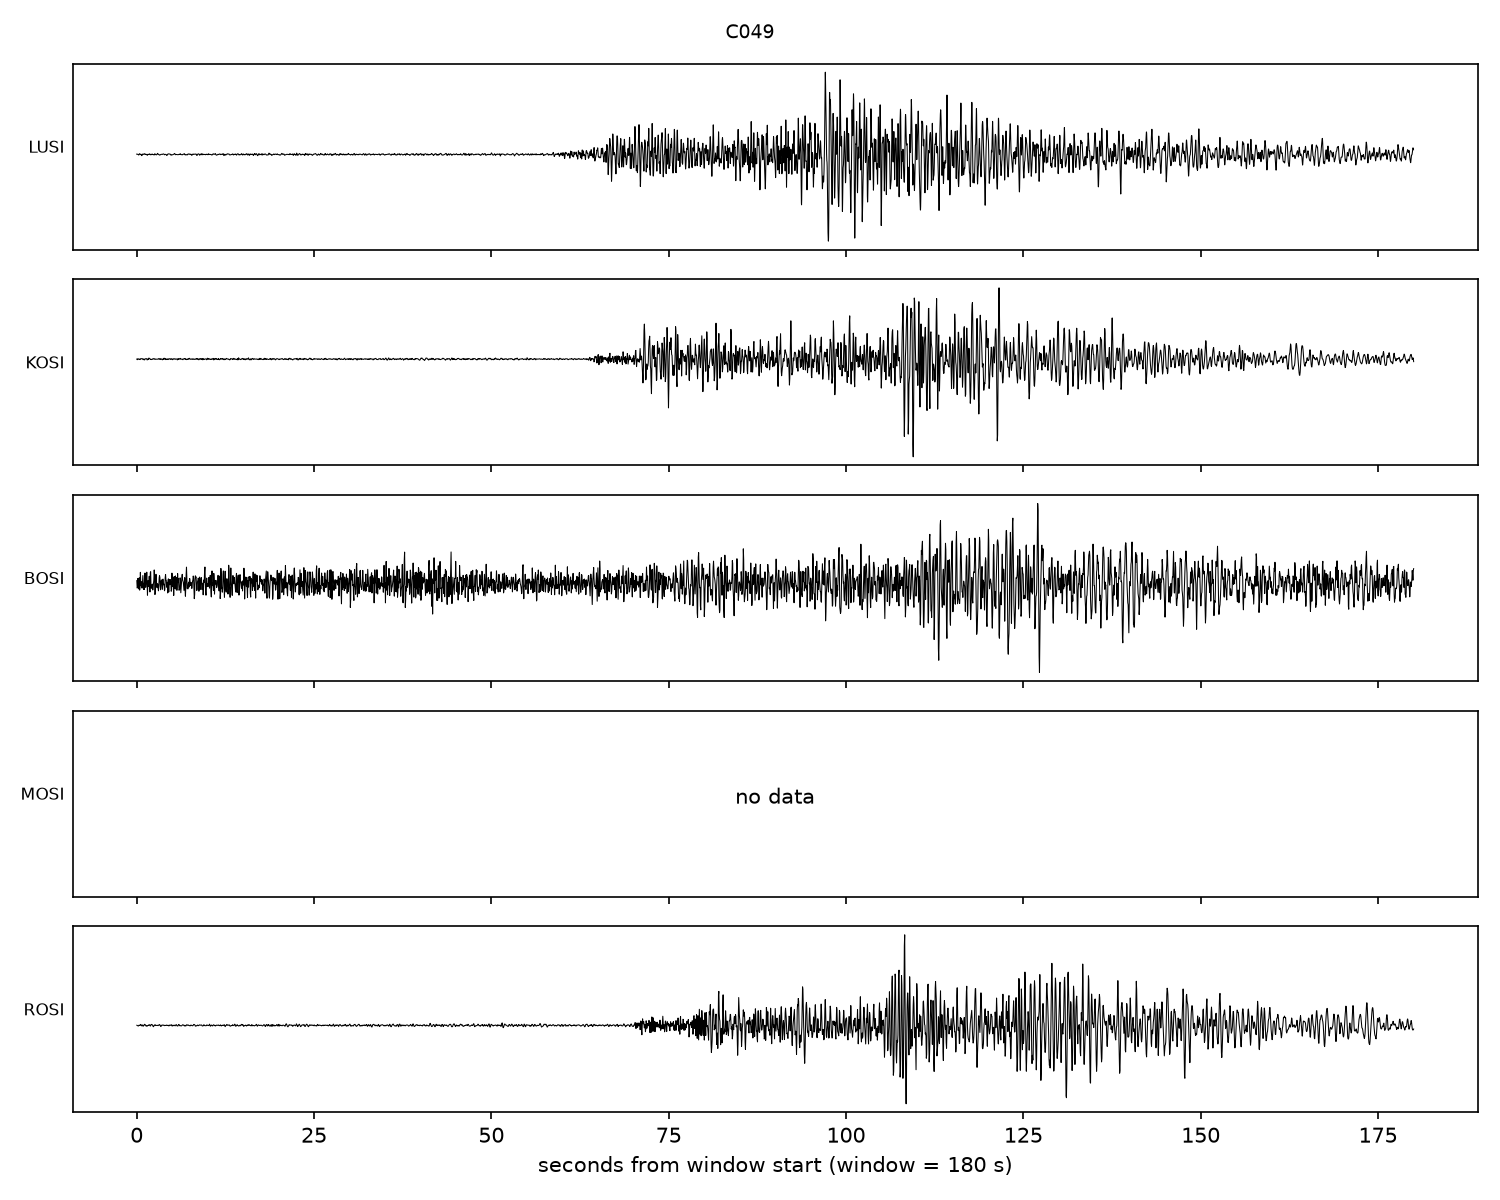 C049
LUSI
KOSI
BOSI
MOSI
no data
ROSI
0 25 50 75 100 125 150 175
seconds from window start (window = 180 s)